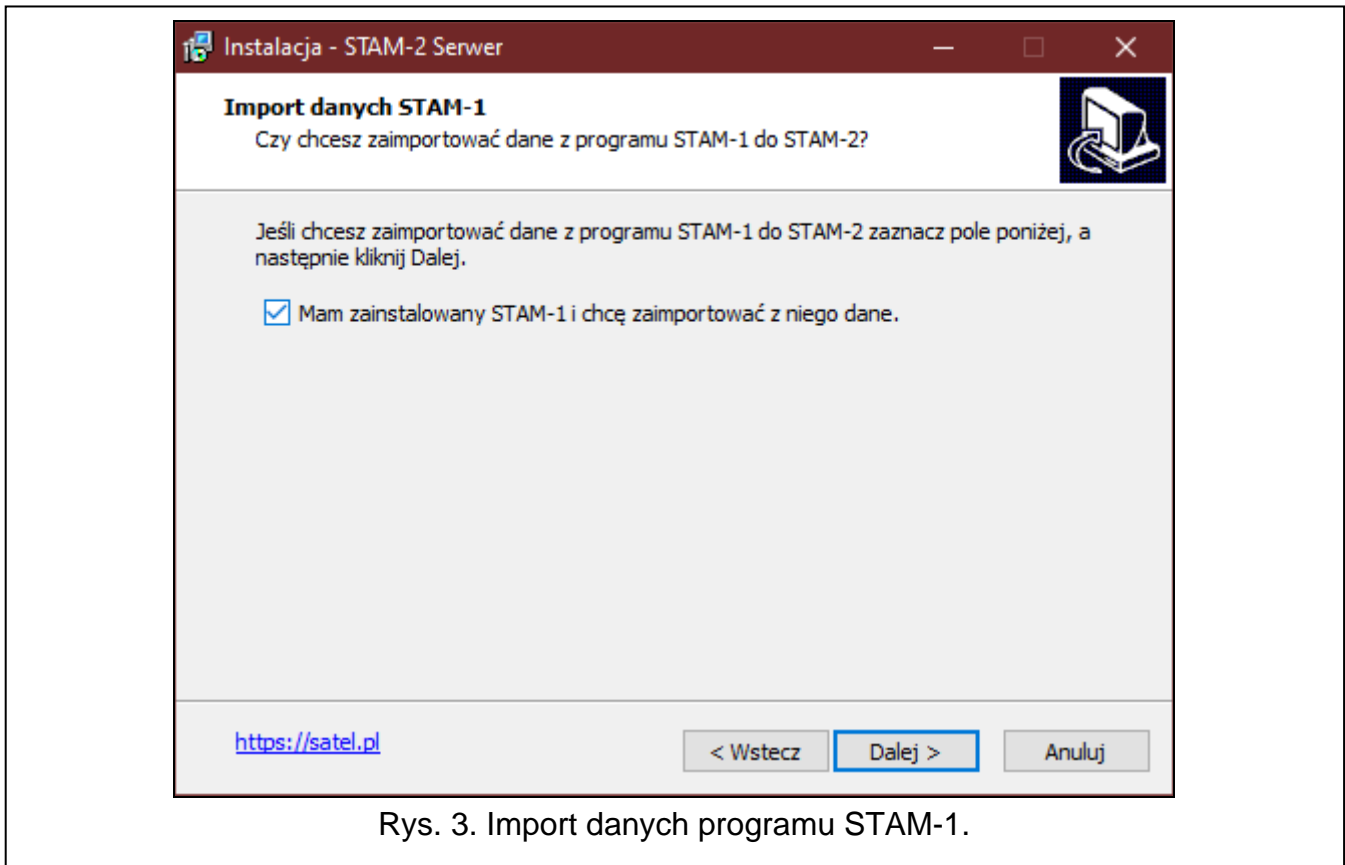 Instalacja - STAM-2 Serwer
Import danych STAM-1
Czy chcesz zaimportować dane z programu STAM-1 do STAM-2?
Jeśli chcesz zaimportować dane z programu STAM-1 do STAM-2 zaznacz pole poniżej, a
następnie kliknij Dalej.
Mam zainstalowany STAM-1 i chcę zaimportować z niego dane.
https://satel.pl
< Wstecz
Dalej >
Anuluj
Rys. 3. Import danych programu STAM-1.